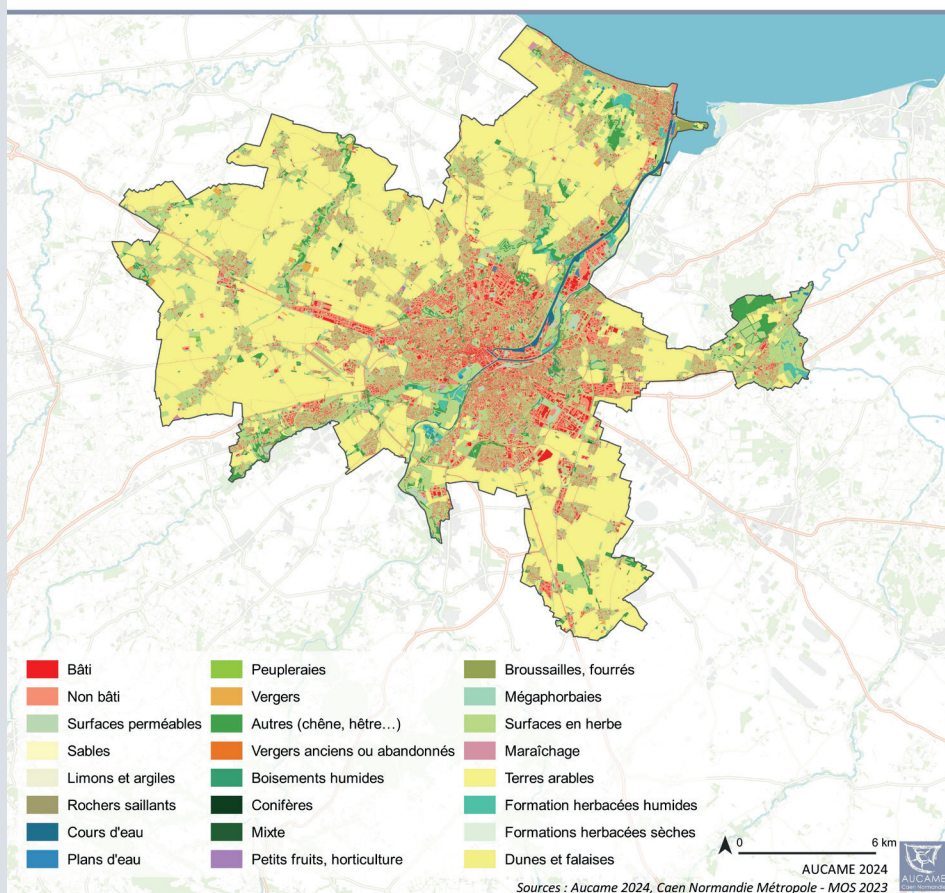 Bâti
Non bâti
Surfaces perméables
Sables
Limons et argiles
Rochers saillants
Cours d'eau
Plans d'eau
Peupleraies
Vergers
Autres (chêne, hêtre...)
Vergers anciens ou abandonnés
Boisements humides
Conifères
Mixte
Petits fruits, horticulture
Broussailles, fourrés
Mégaphorbaies
Surfaces en herbe
Maraîchage
Terres arables
Formation herbacées humides
Formations herbacées sèches
Dunes et falaises
0 6 km
AUCAME 2024
Sources : Aucame 2024, Caen Normandie Métropole - MOS 2023
AUCAME
Caen Normandie